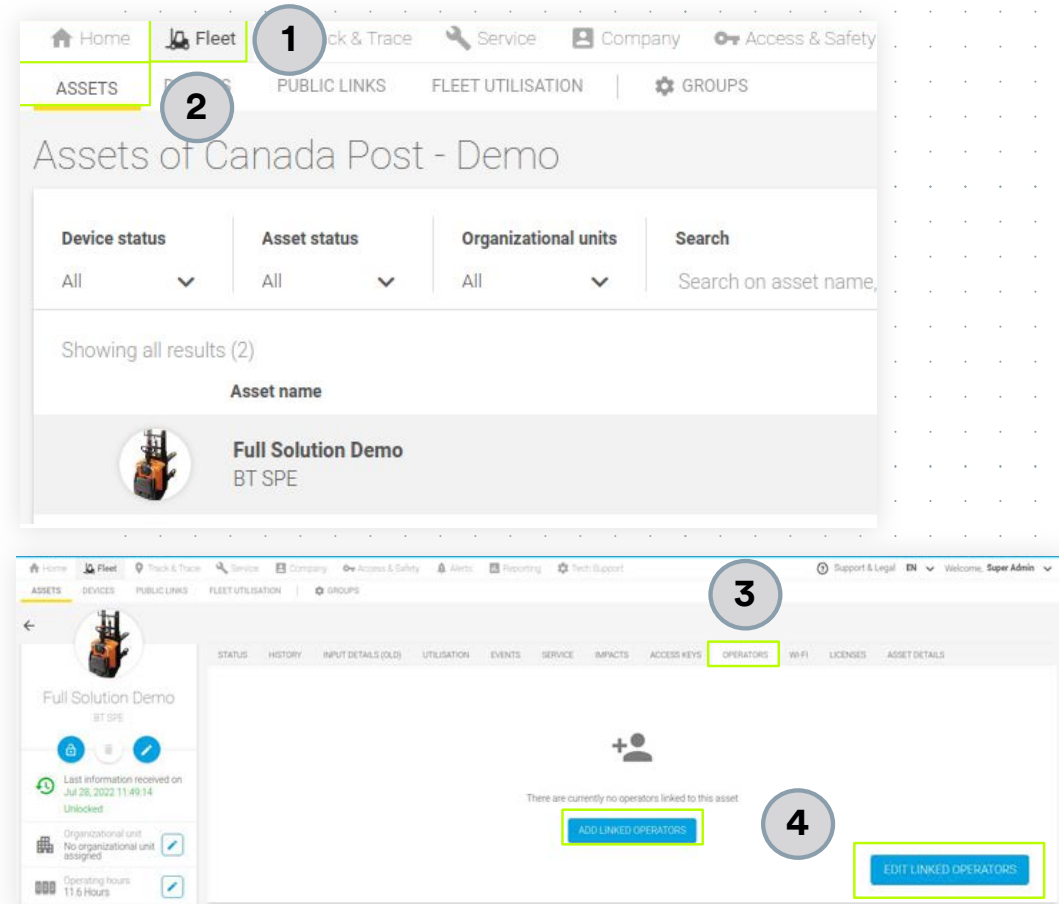 Home Fleet 1 ck & Trace Service Company Access & Safety
ASSETS 2 S PUBLIC LINKS FLEET UTILISATION GROUPS
Assets of Canada Post - Demo
Device status Asset status Organizational units Search
All All All Search on asset name,
Showing all results (2)
Asset name
Full Solution Demo
BT SPE
Home Fleet Track & Trace Service Company Access & Safety Alerts Reporting Tech Support Support & Legal EN Welcome, Super Admin
ASSETS DEVICES PUBLIC LINKS FLEET UTILISATION GROUPS
3
STATUS HISTORY INPUT DETAILS (OLD) UTILISATION EVENTS SERVICE IMPACTS ACCESS KEYS OPERATORS WI-FI LICENSES ASSET DETAILS
Full Solution Demo
BT SPE
Last information received on
Jul 28, 2022 11:49:14
Unlocked
Organizational unit
No organizational unit
assigned
Operating hours
11.6 Hours
There are currently no operators linked to this asset
ADD LINKED OPERATORS
4
EDIT LINKED OPERATORS